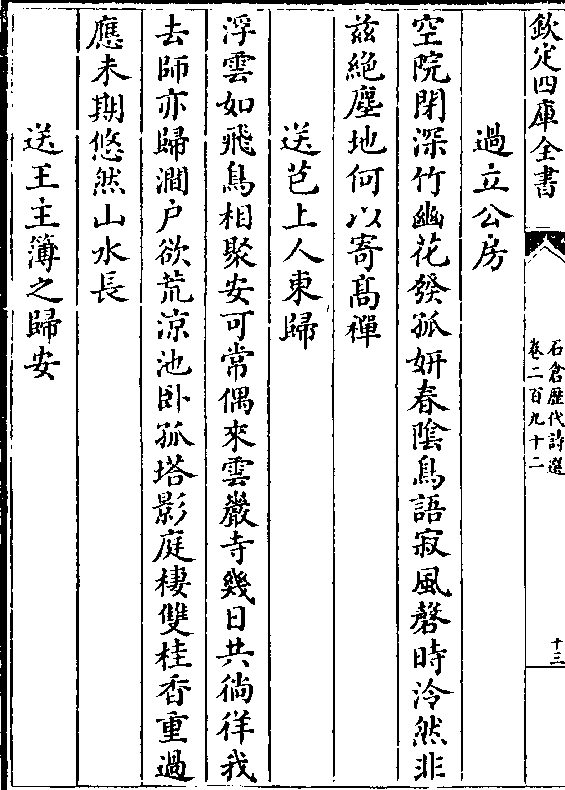 欽定四庫全書
石倉歷代詩選
卷二百九十二
十三
過立公房
空院閉深竹幽花發孤妍春隂鳥語寂風磬時泠然非
兹絶塵地何以寄髙禪
送芑上人東歸
浮雲如飛鳥相聚安可常偶來雲巖寺幾日共徜徉我
去師亦歸澗户欲荒凉池卧孤塔影庭棲雙桂香重過
應未期悠然山水長
送王主簿之歸安